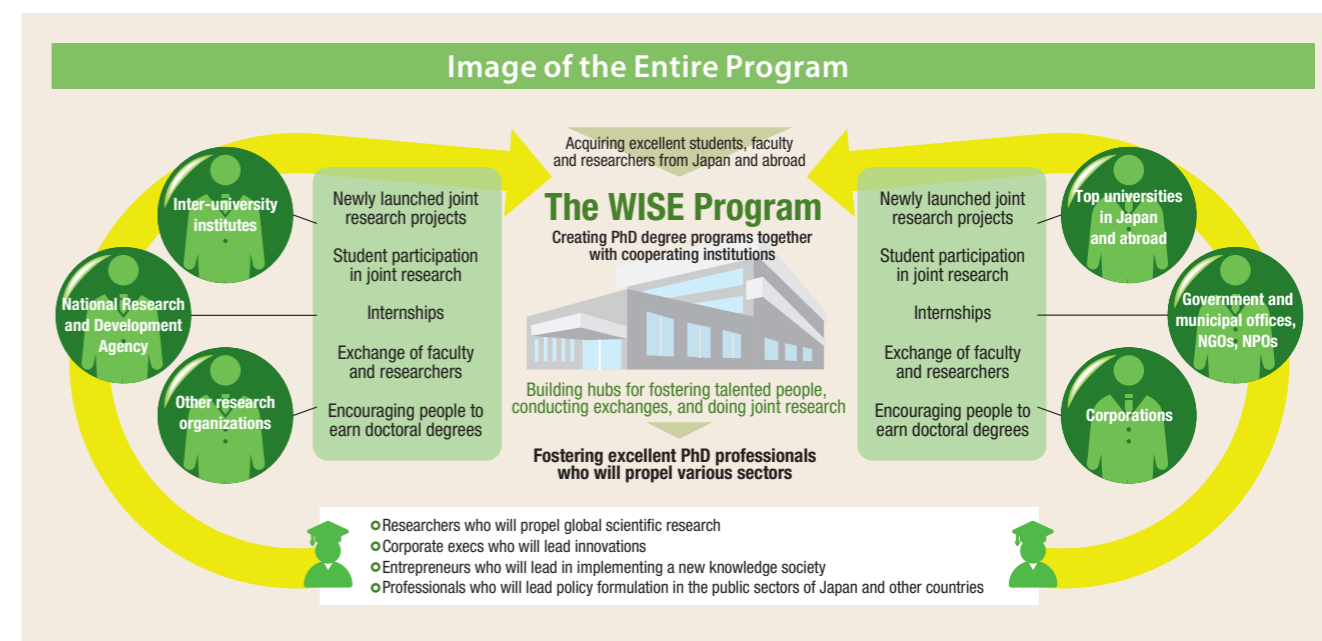 Image of the Entire Program
Inter-university
institutes
National Research
and Development
Agency
Other research
organizations
Newly launched joint
research projects
Student participation
in joint research
Internships
Exchange of faculty
and researchers
Encouraging people to
earn doctoral degrees
Acquiring excellent students, faculty
and researchers from Japan and abroad
The WISE Program
Creating PhD degree programs together
with cooperating institutions
Building hubs for fostering talented people,
conducting exchanges, and doing joint research
Fostering excellent PhD professionals
who will propel various sectors
Newly launched joint
research projects
Student participation
in joint research
Internships
Exchange of faculty
and researchers
Encouraging people to
earn doctoral degrees
Top universities
in Japan
and abroad
Government and
municipal offices,
NGOs, NPOs
Corporations
Researchers who will propel global scientific research
Corporate execs who will lead innovations
Entrepreneurs who will lead in implementing a new knowledge society
Professionals who will lead policy formulation in the public sectors of Japan and other countries